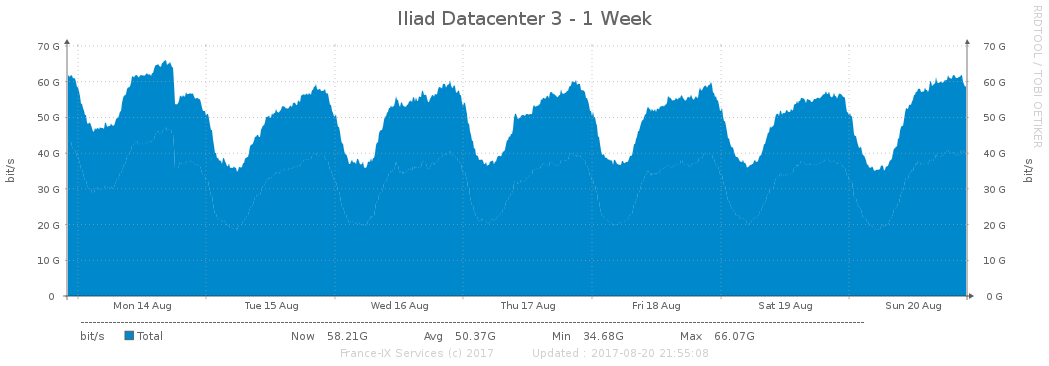 Iliad Datacenter 3 - 1 Week
RRDTOOL / TOBI OETIKER
bit/s
70 G 70 G
60 G 60 G
50 G 50 G
40 G 40 G
30 G 30 G
20 G 20 G
10 G 10 G
0 0 G
bit/s
Mon 14 Aug Tue 15 Aug Wed 16 Aug Thu 17 Aug Fri 18 Aug Sat 19 Aug Sun 20 Aug
bit/s Total Now 58.21G Avg 50.37G Min 34.68G Max 66.07G
France-IX Services (c) 2017 Updated : 2017-08-20 21:55:08